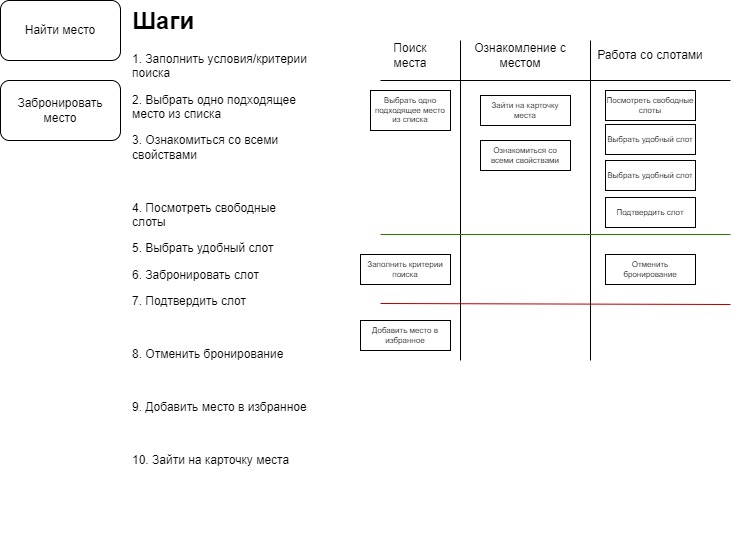 Найти место
Забронировать
место
Шаги
1. Заполнить условия/критерии
поиска
2. Выбрать одно подходящее
место из списка
3. Ознакомиться со всеми
свойствами
4. Посмотреть свободные
слоты
5. Выбрать удобный слот
6. Забронировать слот
7. Подтвердить слот
8. Отменить бронирование
9. Добавить место в избранное
10. Зайти на карточку места
Поиск
места
Ознакомление с
местом
Работа со слотами
Выбрать одно
подходящее место
из списка
Зайти на карточку
места
Ознакомиться со
всеми свойствами
Посмотреть свободные
слоты
Выбрать удобный слот
Выбрать удобный слот
Подтвердить слот
Заполнить критерии
поиска
Отменить
бронирование
Добавить место в
избранное